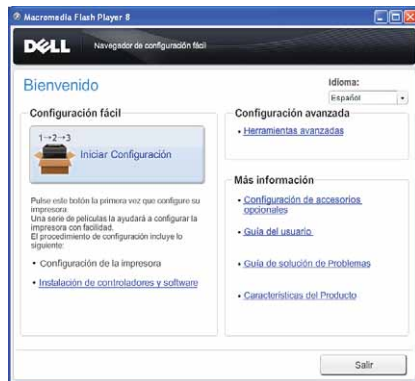 Macromedia Flash Player 8
DELL
Navegador de configuración fácil
Bienvenido
Idioma:
Español
Configuración fácil
1→2→3
Iniciar Configuración
Pulse este botón la primera vez que configure su
impresora
Una serie de películas la ayudará a configurar la
impresora con facilidad.
El procedimiento de configuración incluye lo
siguiente:
• Configuración de la impresora
• Instalación de controladores y software
Configuración avanzada
• Herramientas avanzadas
Más información
• Configuración de accesorios
opcionales
• Guía del usuario
• Guía de solución de Problemas
• Características del Producto
Salir